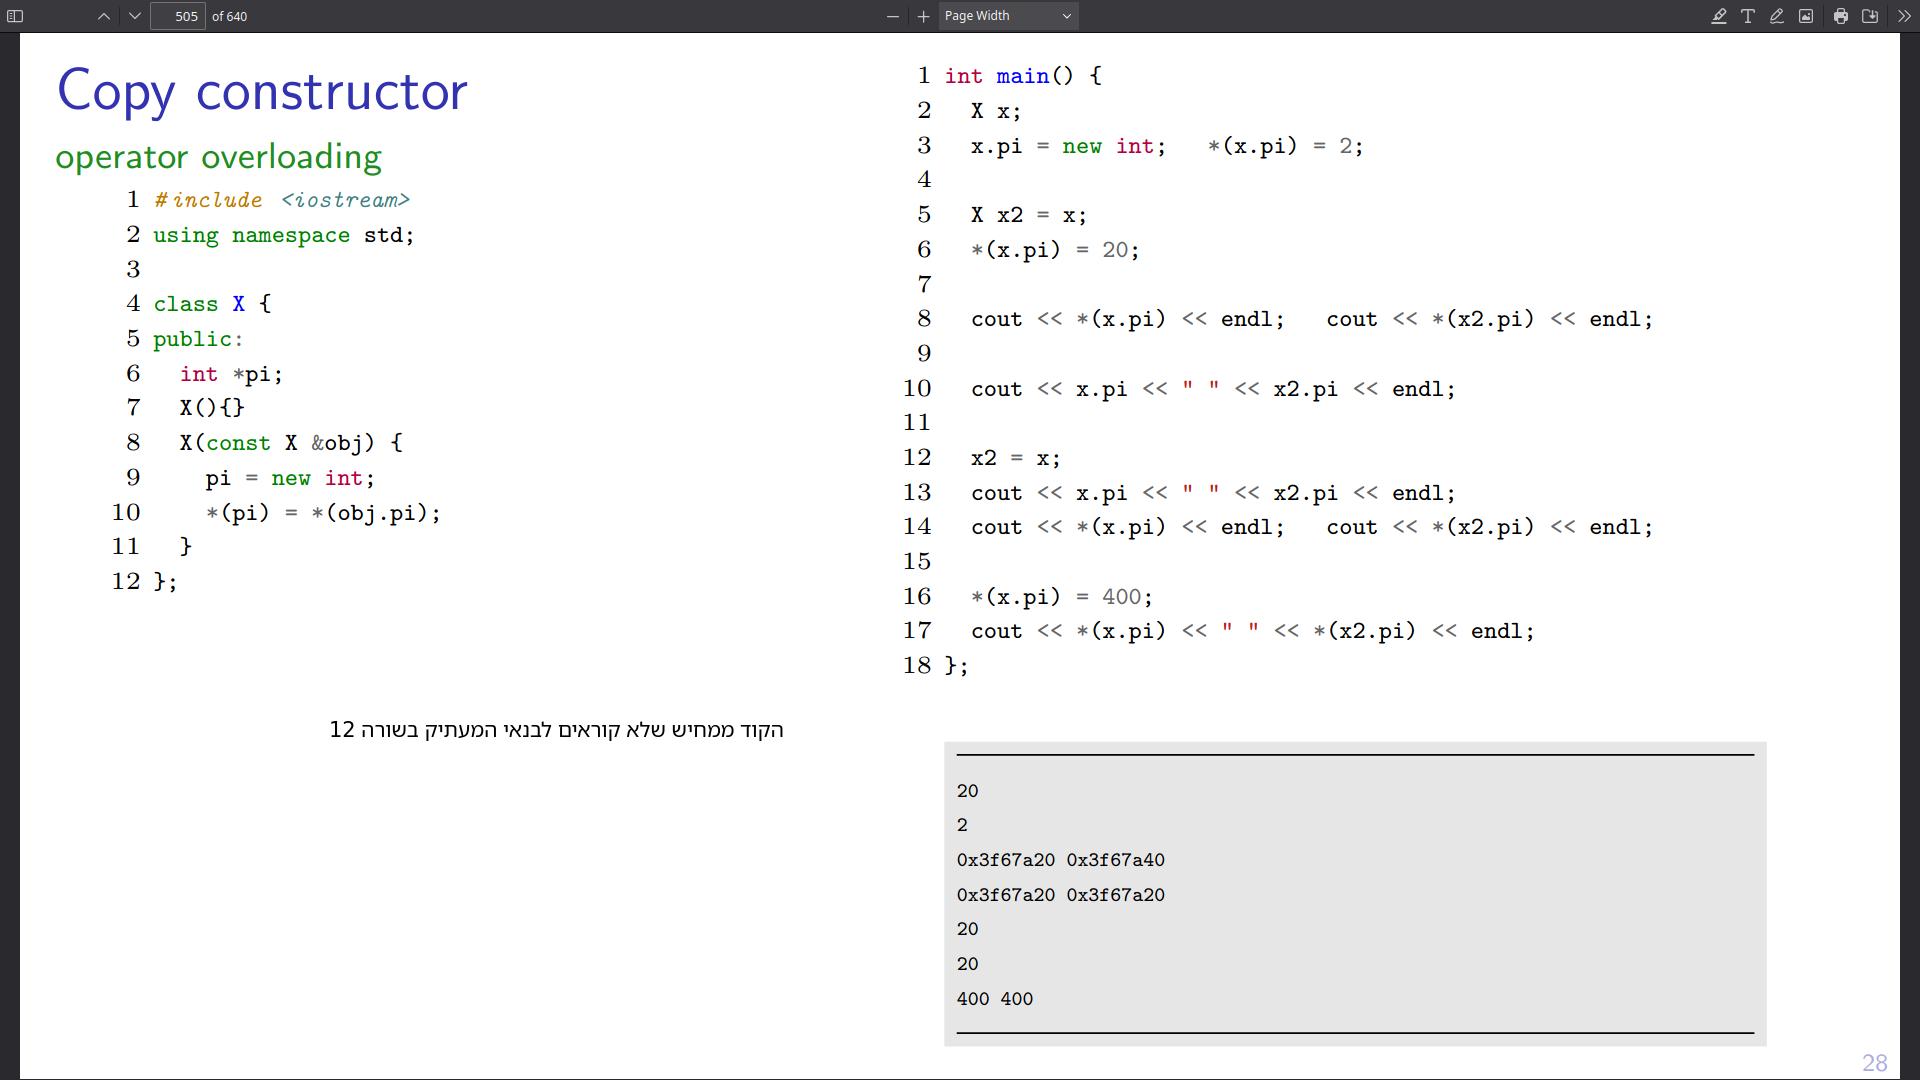 505 of 640
Page Width
Copy constructor
operator overloading
1 #include <iostream>
2 using namespace std;
3
4 class X {
5 public:
6   int *pi;
7   X(){}
8   X(const X &obj) {
9     pi = new int;
10     *(pi) = *(obj.pi);
11   }
12 };
הקוד ממחיש שלא קוראים לבנאי המעתיק בשורה 12
1 int main() {
2   X x;
3   x.pi = new int;   *(x.pi) = 2;
4
5   X x2 = x;
6   *(x.pi) = 20;
7
8   cout << *(x.pi) << endl;   cout << *(x2.pi) << endl;
9
10   cout << x.pi << " " << x2.pi << endl;
11
12   x2 = x;
13   cout << x.pi << " " << x2.pi << endl;
14   cout << *(x.pi) << endl;   cout << *(x2.pi) << endl;
15
16   *(x.pi) = 400;
17   cout << *(x.pi) << " " << *(x2.pi) << endl;
18 };
20
2
0x3f67a20 0x3f67a40
0x3f67a20 0x3f67a20
20
20
400 400
28